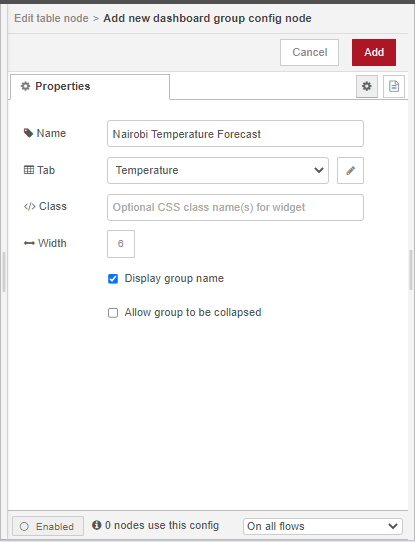 Edit table node > Add new dashboard group config node
Cancel Add
Properties
Name Nairobi Temperature Forecast
Tab Temperature
</> Class Optional CSS class name(s) for widget
Width 6
Display group name
Allow group to be collapsed
Enabled 0 nodes use this config On all flows